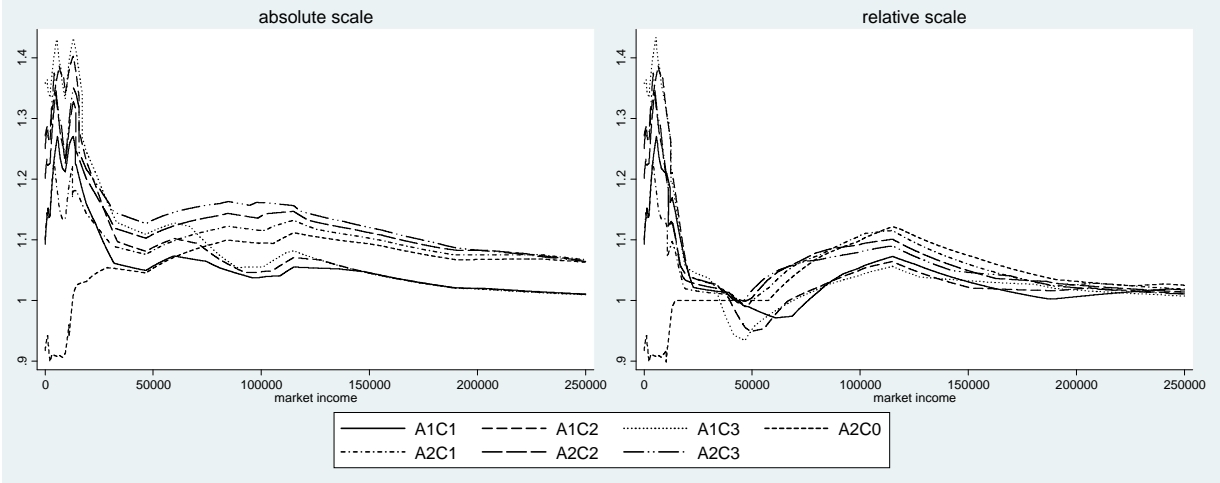 absolute scale
1.4
1.3
1.2
1.1
1
.9
0 50000 100000 150000 200000 250000
market income
relative scale
1.4
1.3
1.2
1.1
1
.9
0 50000 100000 150000 200000 250000
market income
A1C1 A1C2 A1C3 A2C0
A2C1 A2C2 A2C3